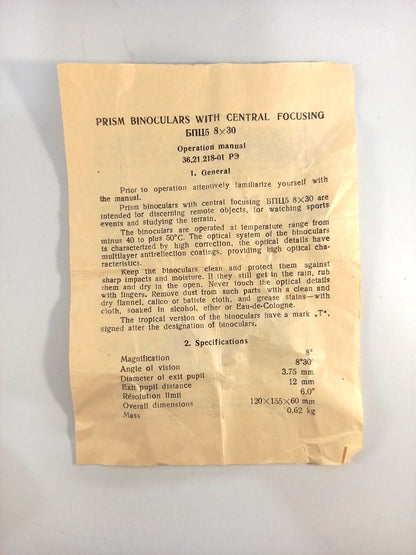 PRISM BINOCULARS WITH CENTRAL FOCUSING
БПЦ5 8×30
Operation manual
36.21.218-01 РЭ
1. General
Prior to operation attentively familiarize yourself with
the manual.
Prism binoculars with central focusing БПЦ5 8×30 are
intended for discerning remote objects, for watching sports
events and studying the terrain.
The binoculars are operated at temperature range from
minus 40 to plus 50°C. The optical system of the binoculars
is characterized by high correction, the optical details have
multilayer antireflection coatings, providing high optical cha-
racteristics.
Keep the binoculars clean and protect them against
sharp impacts and moisture. If they still get in the rain, rub
them and dry in the open. Never touch the optical details
with fingers. Remove dust from such parts with a clean and
dry flannel, calico or batiste cloth, and grease stains—with
cloth, soaked in alcohol, ether or Eau-de-Cologne.
The tropical version of the binoculars have a mark „T“,
signed after the designation of binoculars.
2. Specifications
Magnification 8ˣ
Angle of vision 8°30′
Diameter of exit pupil 3.75 mm
Exit pupil distance 12 mm
Resolution limit 6.0″
Overall dimensions 120×155×60 mm
Mass 0.62 kg